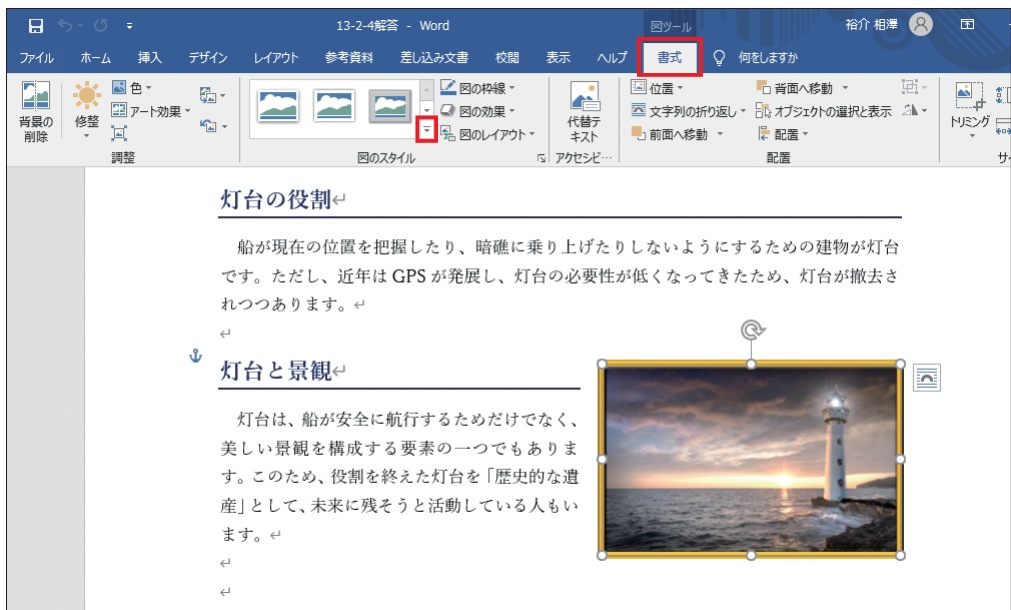 13-2-4解答 - Word
図ツール
裕介 相澤
ファイル ホーム 挿入 デザイン レイアウト 参考資料 差し込み文書 校閲 表示 ヘルプ 書式 何をしますか
背景の削除
修整
色
アート効果
調整
図の枠線
図の効果
図のレイアウト
図のスタイル
代替テキスト
アクセシビ…
位置
文字列の折り返し
前面へ移動
背面へ移動
オブジェクトの選択と表示
配置
配置
トリミング
灯台の役割↵
船が現在の位置を把握したり、暗礁に乗り上げたりしないようにするための建物が灯台
です。ただし、近年は GPS が発展し、灯台の必要性が低くなってきたため、灯台が撤去さ
れつつあります。↵
↵
灯台と景観↵
灯台は、船が安全に航行するためだけでなく、
美しい景観を構成する要素の一つでもありま
す。このため、役割を終えた灯台を「歴史的な遺
産」として、未来に残そうと活動している人もい
ます。↵
↵
↵